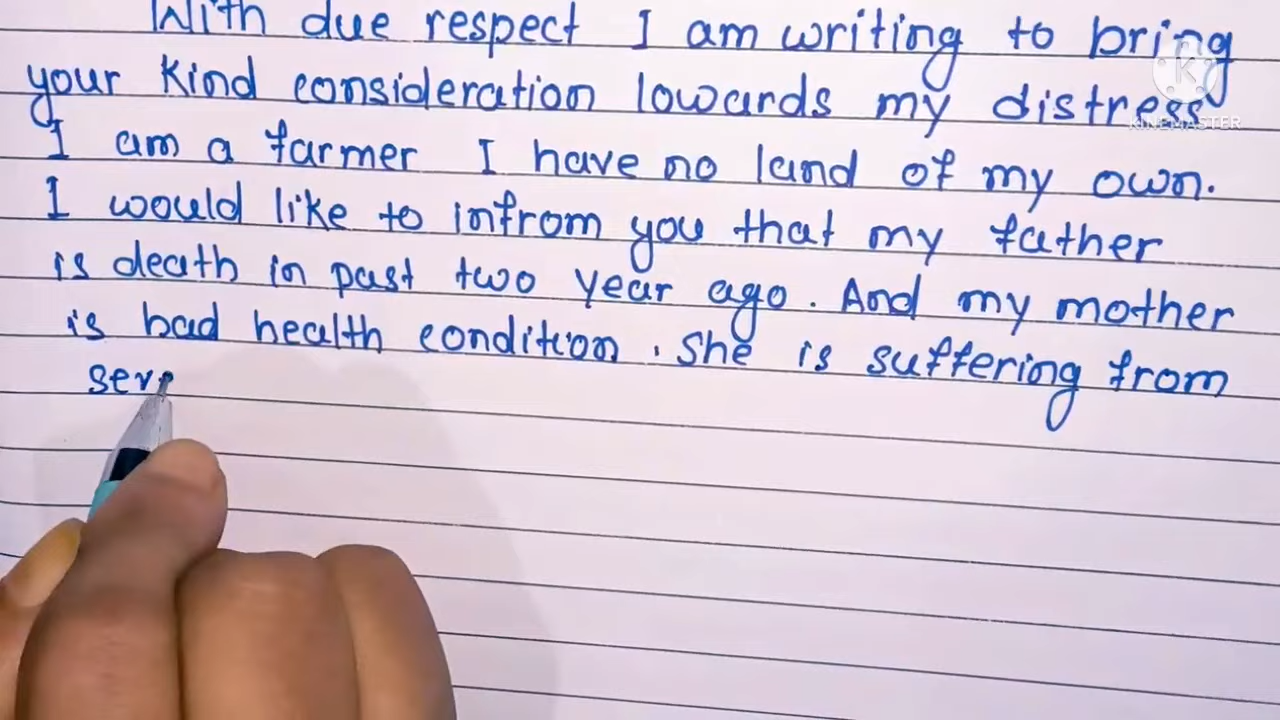 With due respect I am writing to bring
your kind consideration lowards my distress
I am a farmer I have no land of my own.
I would like to infrom you that my father
is death in past two year ago. And my mother
is bad health condition. She is suffering from
ser
KINEMASTER